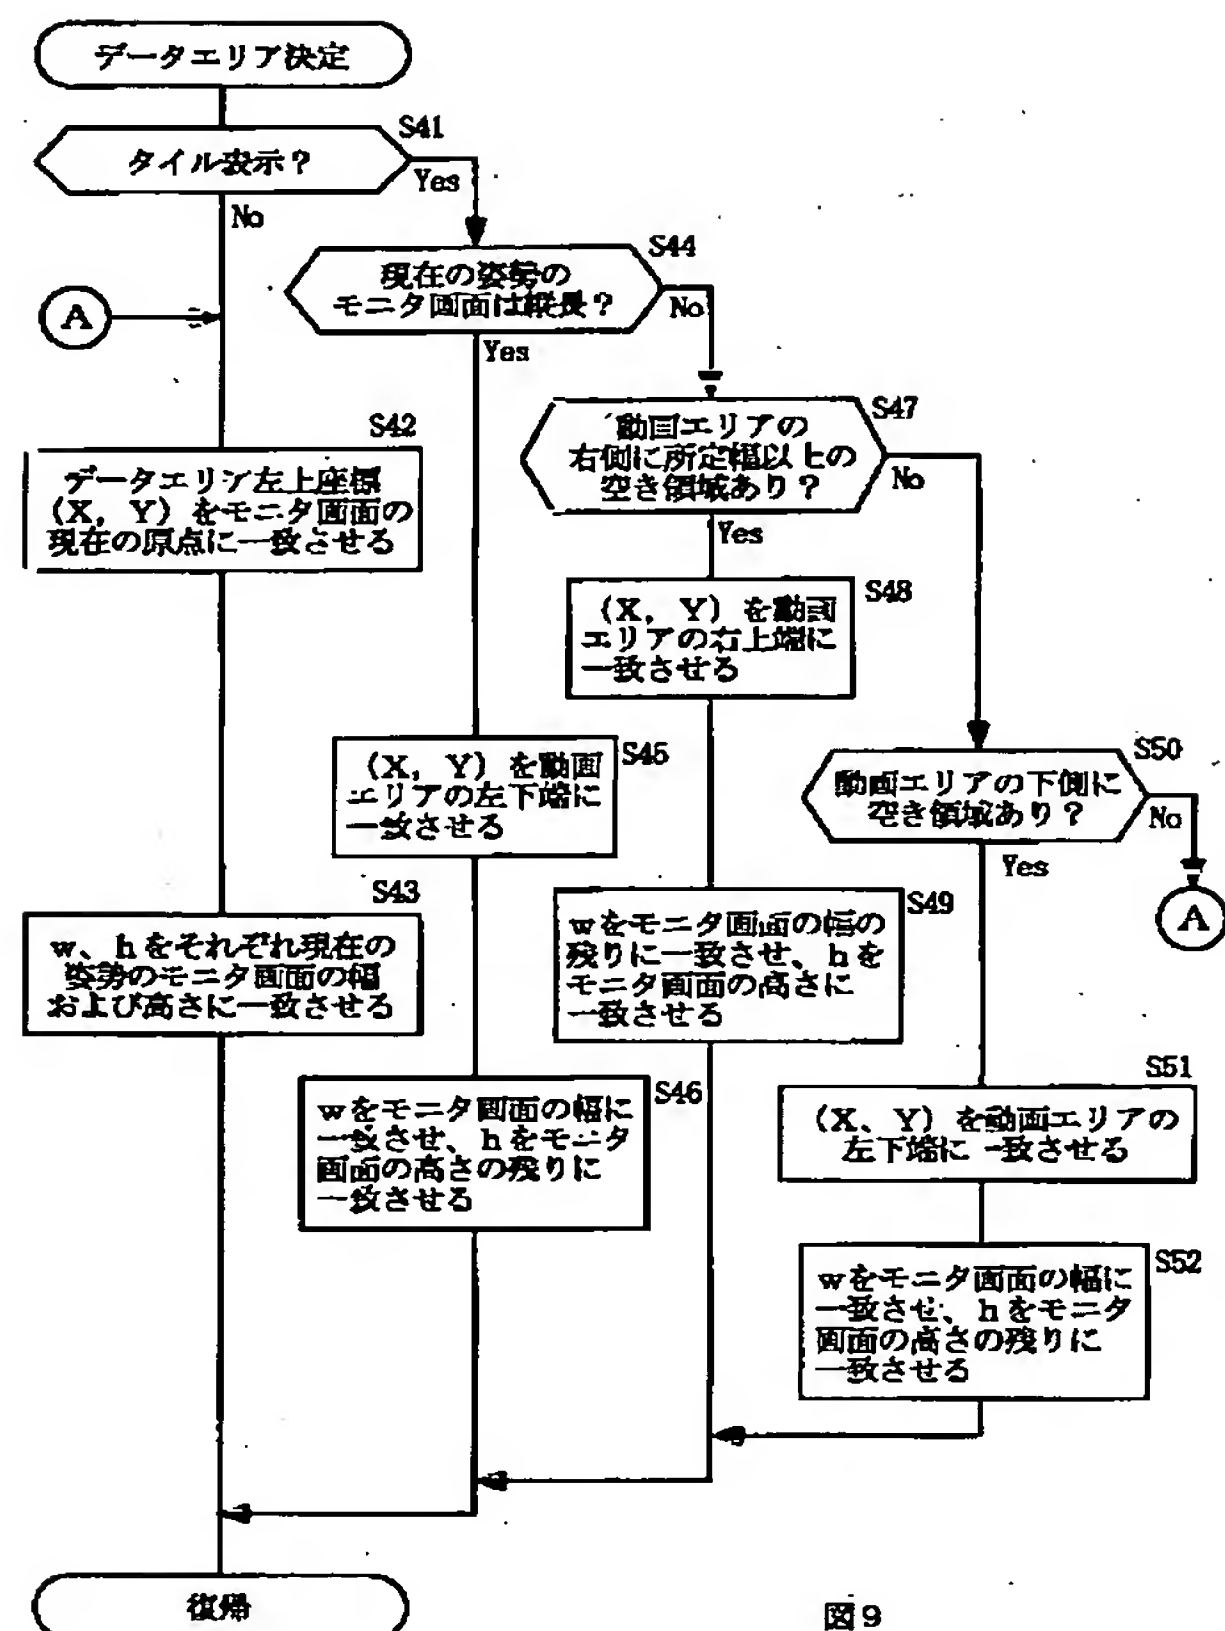 データエリア決定
S41
タイル表示？
Yes
No
S44
現在の姿勢の
モニタ画面は縦長？
No
Yes
A
S47
動画エリアの
右側に所定幅以上の
空き領域あり？
No
Yes
S42
データエリア左上座標
（X，Y）をモニタ画面の
現在の原点に一致させる
S48
（X，Y）を動画
エリアの右上端に
一致させる
S45
（X，Y）を動画
エリアの左下端に
一致させる
S50
動画エリアの下側に
空き領域あり？
No
Yes
A
S43
w、hをそれぞれ現在の
姿勢のモニタ画面の幅
および高さに一致させる
S49
wをモニタ画面の幅の
残りに一致させ、hを
モニタ画面の高さに
一致させる
S46
wをモニタ画面の幅に
一致させ、hをモニタ
画面の高さの残りに
一致させる
S51
（X、Y）を動画エリアの
左下端に一致させる
S52
wをモニタ画面の幅に
一致させ、hをモニタ
画面の高さの残りに
一致させる
復帰
図9